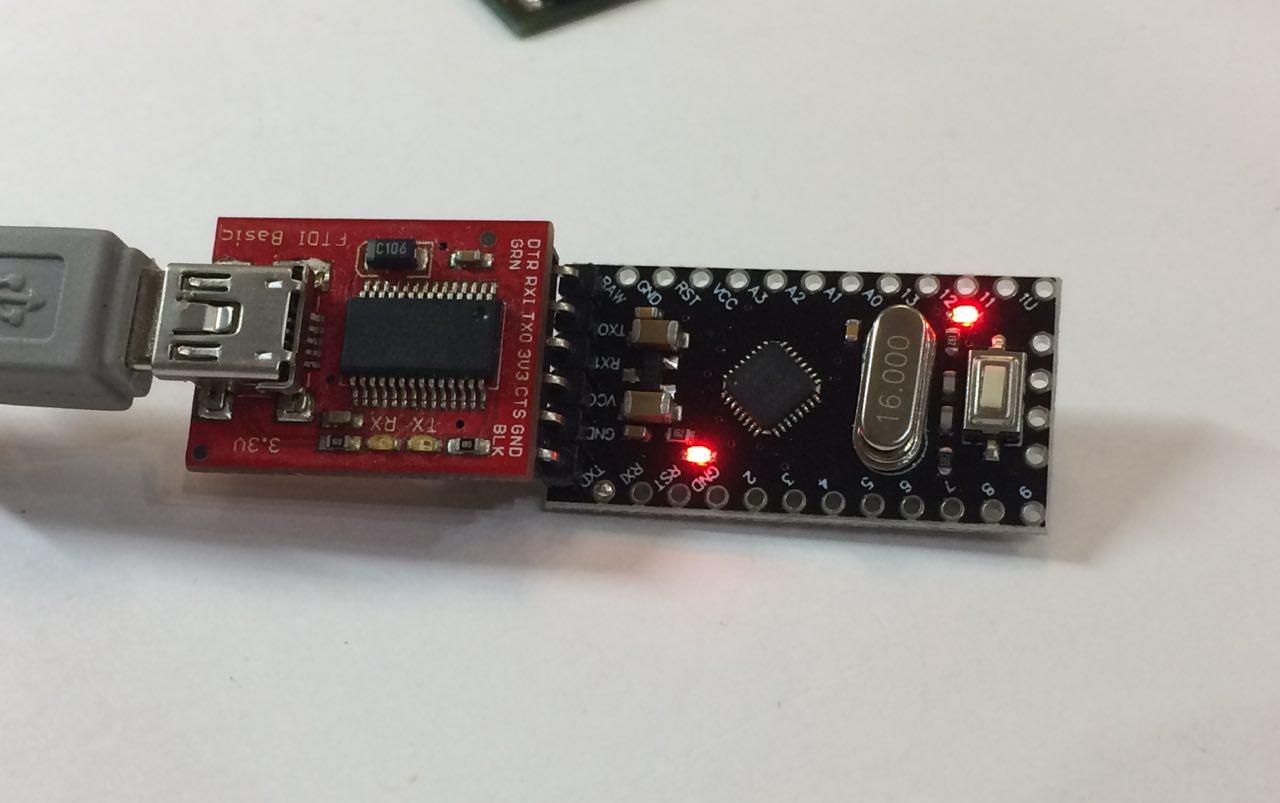 FTDI Basic
C106
DTR RXI TXO 3V3 CTS GND
GRN
BLK
TX RX
3.3V
RAW GND RST VCC A3 A2 A1 A0 13 12 11 10
TXO
RX1
VCC
GND
16.000
TXO RXI RST GND 2 3 4 5 6 7 8 9